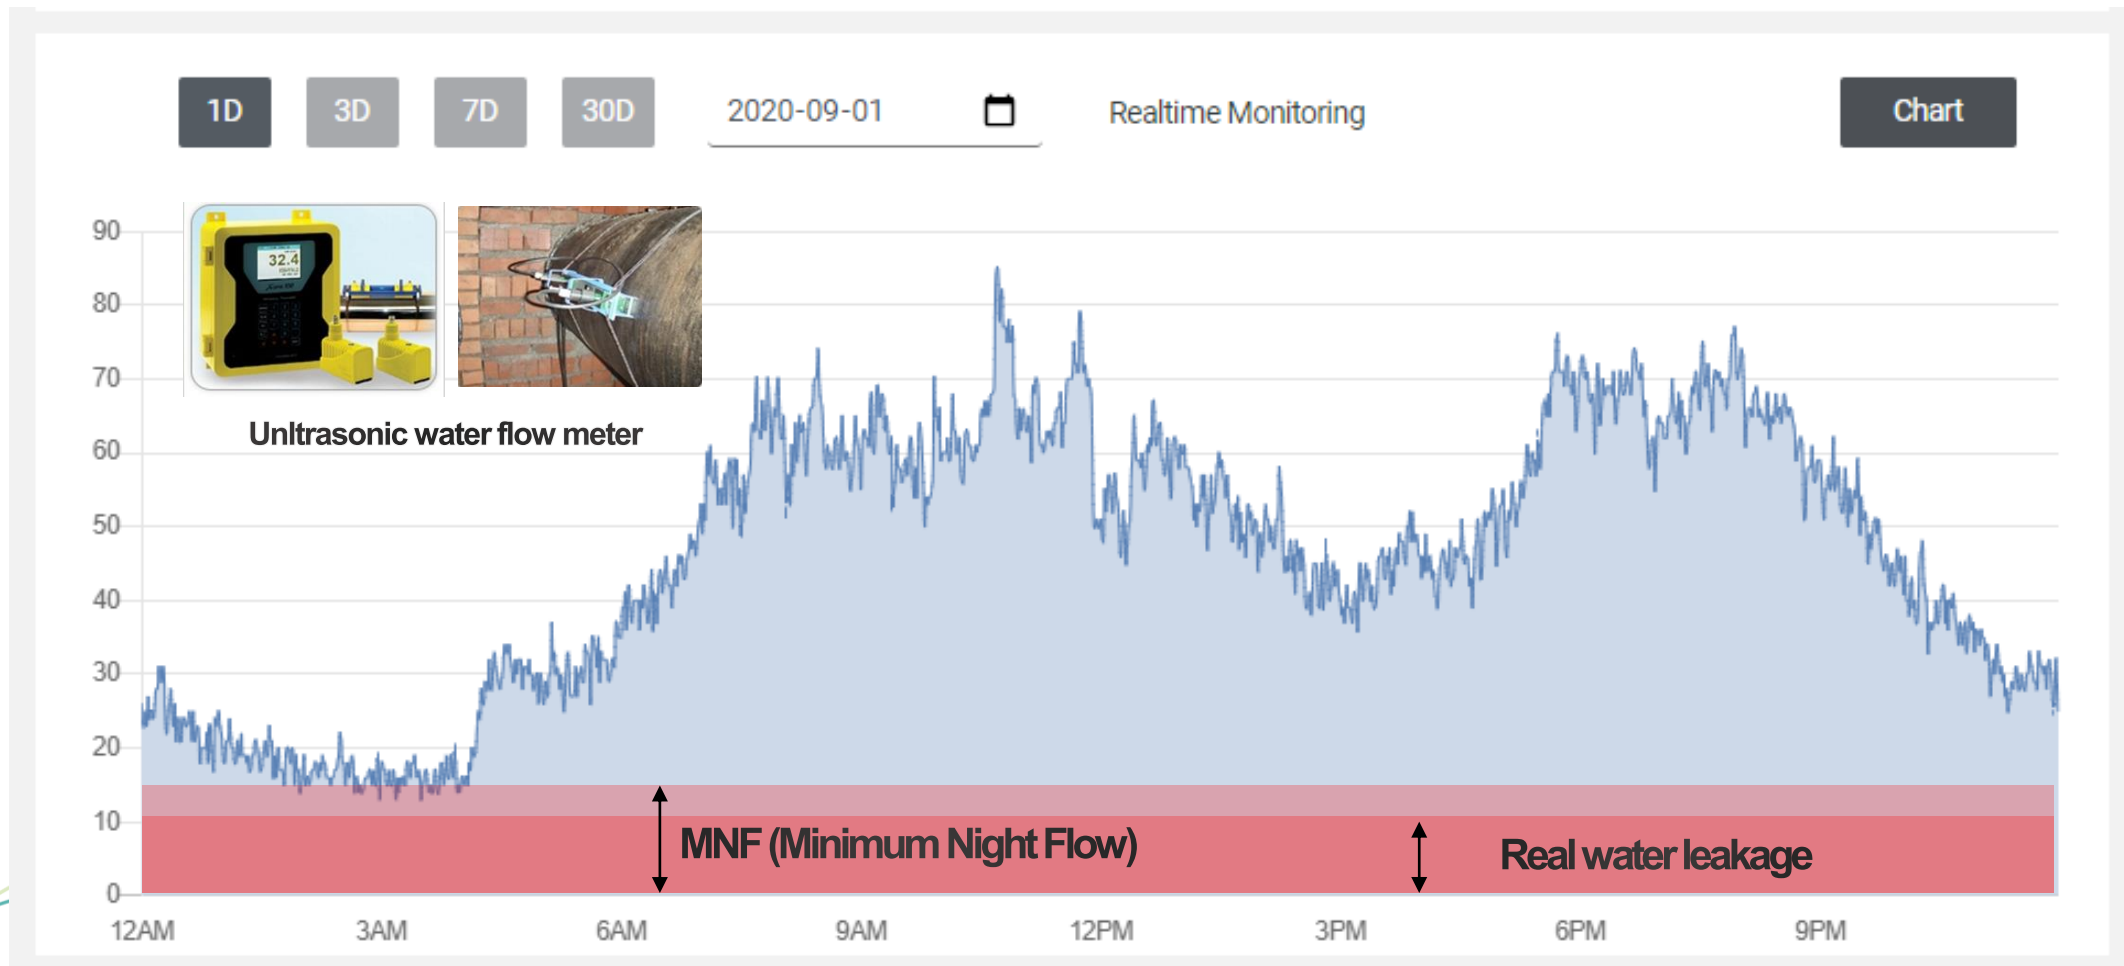 1D 3D 7D 30D 2020-09-01 Realtime Monitoring Chart
90
80
70
60
50
40
30
20
10
0
32.4
Unltrasonic water flow meter
MNF (Minimum Night Flow)
Real water leakage
12AM 3AM 6AM 9AM 12PM 3PM 6PM 9PM